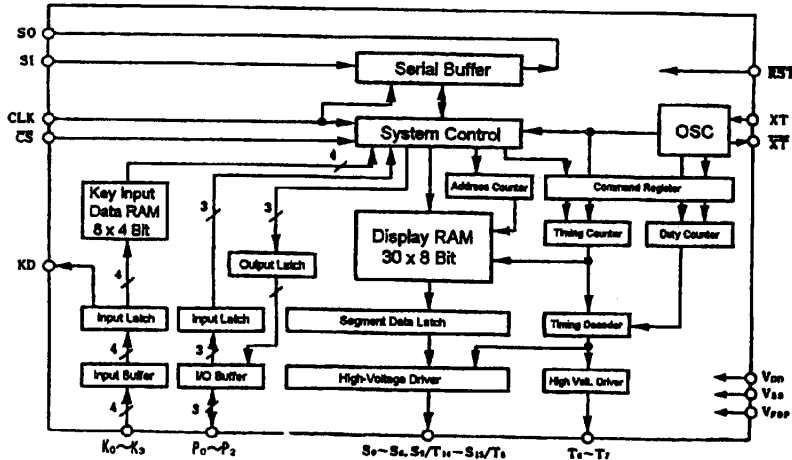 SO
SI
Serial Buffer
RST
CLK
CS
System Control
OSC
XT
XT
4
Key Input
Data RAM
8 x 4 Bit
3
3
Address Counter
Command Register
Display RAM
30 x 8 Bit
Timing Counter
Duty Counter
KD
4
Output Latch
Input Latch
Input Latch
Segment Data Latch
Timing Decoder
4
3
Input Buffer
I/O Buffer
High-Voltage Driver
High Volt. Driver
4
3
VDD
VSS
VFDP
K0~K3
P0~P2
T0~T7